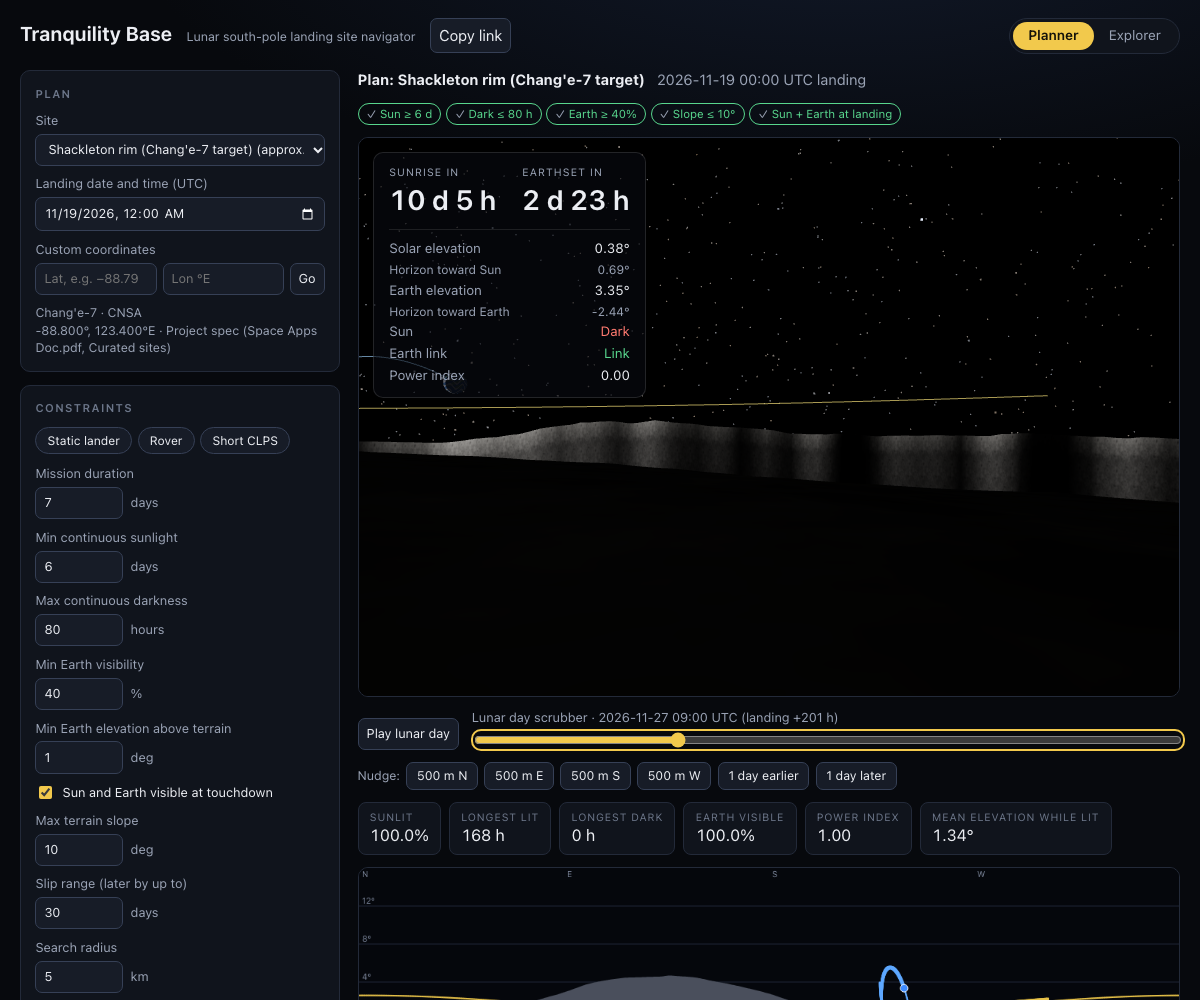 Tranquility Base Lunar south-pole landing site navigator Copy link Planner Explorer
PLAN
Site
Shackleton rim (Chang'e-7 target) (approx.
Landing date and time (UTC)
11/19/2026, 12:00 AM
Custom coordinates
Lat, e.g. −88.79 Lon °E Go
Chang'e-7 · CNSA
-88.800°, 123.400°E · Project spec (Space Apps
Doc.pdf, Curated sites)
CONSTRAINTS
Static lander Rover Short CLPS
Mission duration
7 days
Min continuous sunlight
6 days
Max continuous darkness
80 hours
Min Earth visibility
40 %
Min Earth elevation above terrain
1 deg
Sun and Earth visible at touchdown
Max terrain slope
10 deg
Slip range (later by up to)
30 days
Search radius
5 km
Plan: Shackleton rim (Chang'e-7 target) 2026-11-19 00:00 UTC landing
✓ Sun ≥ 6 d ✓ Dark ≤ 80 h ✓ Earth ≥ 40% ✓ Slope ≤ 10° ✓ Sun + Earth at landing
SUNRISE IN EARTHSET IN
10 d 5 h 2 d 23 h
Solar elevation 0.38°
Horizon toward Sun 0.69°
Earth elevation 3.35°
Horizon toward Earth -2.44°
Sun Dark
Earth link Link
Power index 0.00
Lunar day scrubber · 2026-11-27 09:00 UTC (landing +201 h)
Play lunar day
Nudge: 500 m N 500 m E 500 m S 500 m W 1 day earlier 1 day later
SUNLIT LONGEST LIT LONGEST DARK EARTH VISIBLE POWER INDEX MEAN ELEVATION WHILE LIT
100.0% 168 h 0 h 100.0% 1.00 1.34°
N E S W
12°
8°
4°